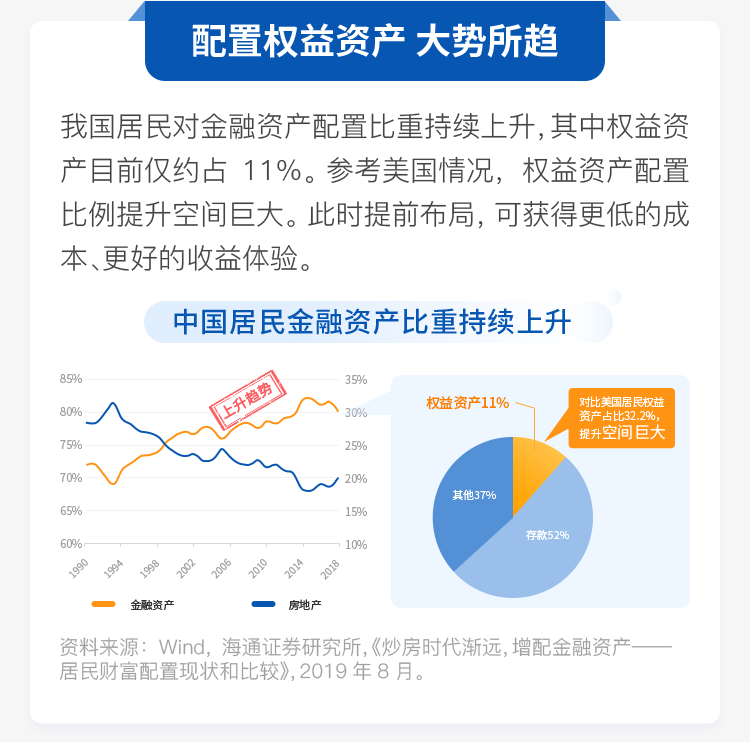 配置权益资产 大势所趋
我国居民对金融资产配置比重持续上升,其中权益资
产目前仅约占 11%。参考美国情况, 权益资产配置
比例提升空间巨大。此时提前布局, 可获得更低的成
本、更好的收益体验。
中国居民金融资产比重持续上升
85%
80%
75%
70%
65%
60%
上升趋势
35%
30%
25%
20%
15%
10%
1990
1994
1998
2002
2006
2010
2014
2018
金融资产
房地产
权益资产11%
对比美国居民权益
资产占比32.2%,
提升空间巨大
其他37%
存款52%
资料来源: Wind, 海通证券研究所,《炒房时代渐远,增配金融资产——
居民财富配置现状和比较》,2019 年 8 月。